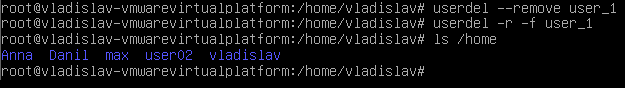 root@vladislav-vmwarevirtualplatform:/home/vladislav# userdel --remove user_1
root@vladislav-vmwarevirtualplatform:/home/vladislav# userdel -r -f user_1
root@vladislav-vmwarevirtualplatform:/home/vladislav# ls /home
Anna Danil max user02 vladislav
root@vladislav-vmwarevirtualplatform:/home/vladislav#